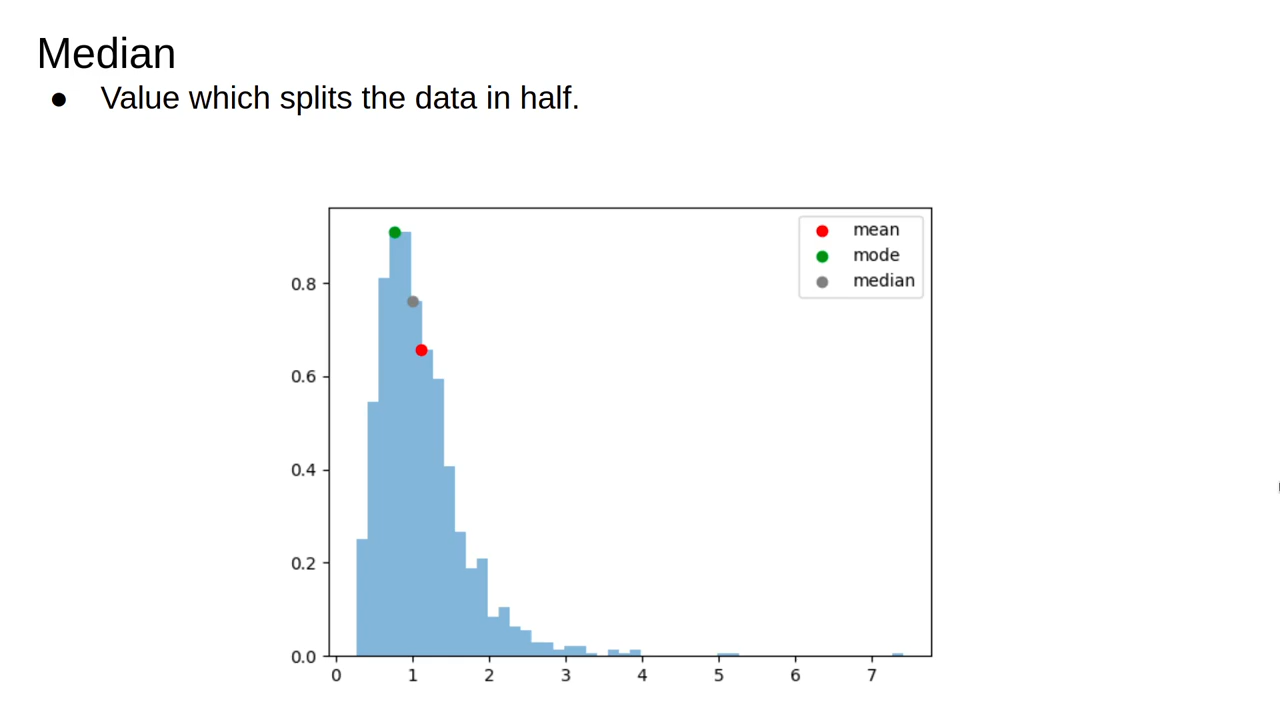 Median
● Value which splits the data in half.
mean
mode
median
0.8
0.6
0.4
0.2
0.0
0 1 2 3 4 5 6 7